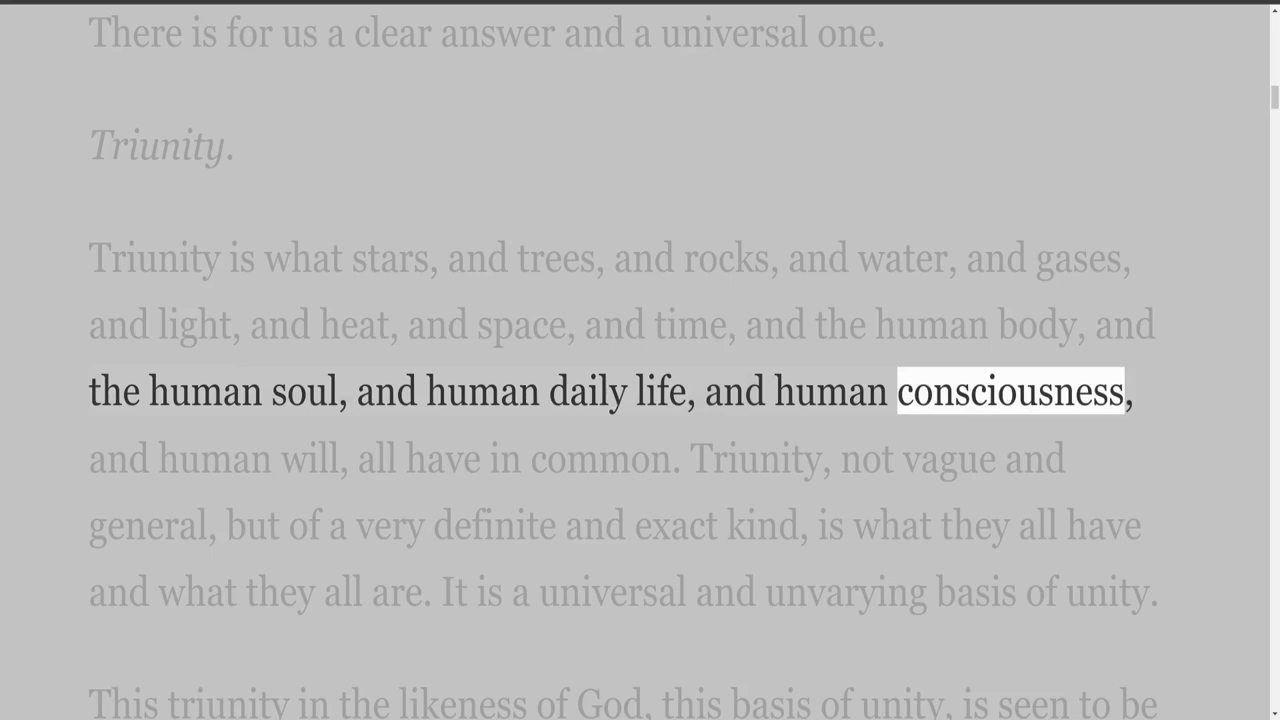 There is for us a clear answer and a universal one.
Triunity.
Triunity is what stars, and trees, and rocks, and water, and gases,
and light, and heat, and space, and time, and the human body, and
the human soul, and human daily life, and human consciousness,
and human will, all have in common. Triunity, not vague and
general, but of a very definite and exact kind, is what they all have
and what they all are. It is a universal and unvarying basis of unity.
This triunity in the likeness of God, this basis of unity, is seen to be